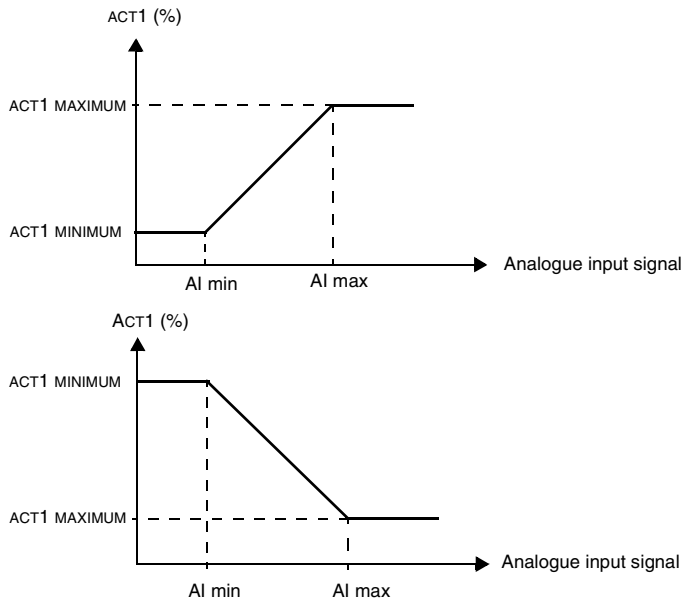 ACT1 (%)
ACT1 MAXIMUM
ACT1 MINIMUM
Analogue input signal
AI min
AI max
ACT1 (%)
ACT1 MINIMUM
ACT1 MAXIMUM
Analogue input signal
AI min
AI max